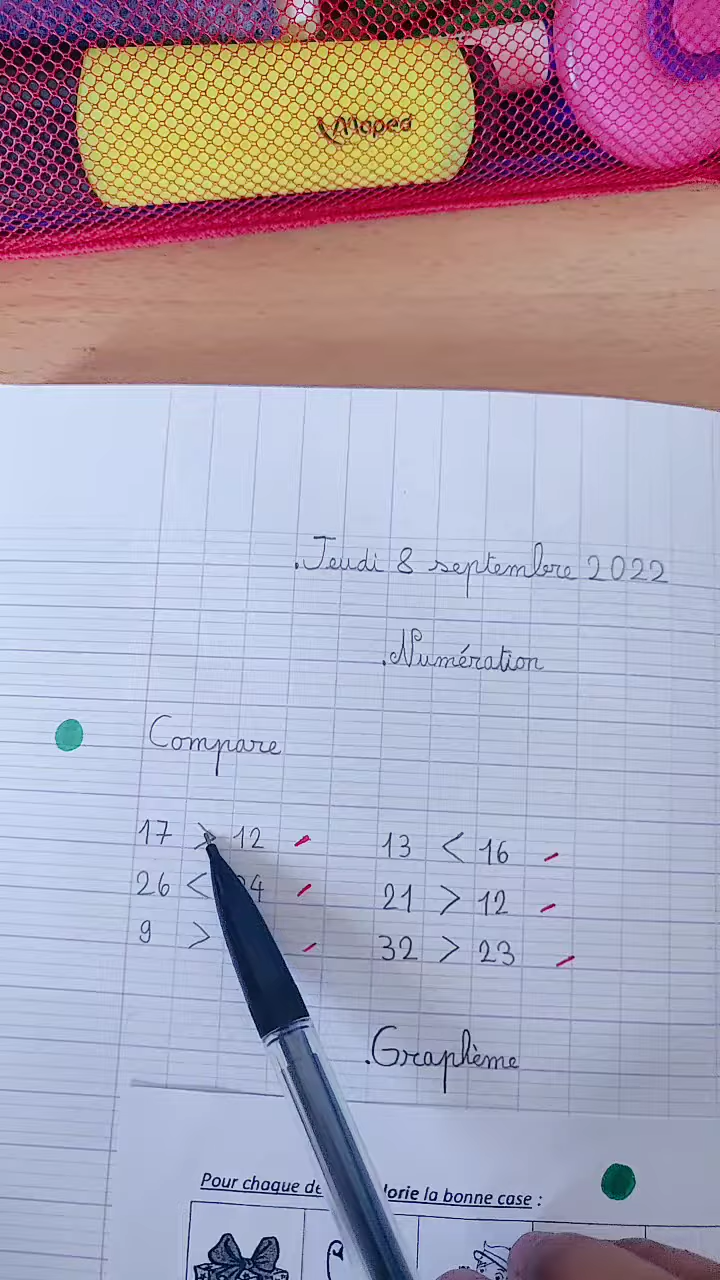 Maped
.Jeudi 8 septembre 2022
.Numération
Compare
17 > 12
13 < 16
26 <
21 > 12
9 >
32 > 23
.Graphème
Pour chaque la bonne case :